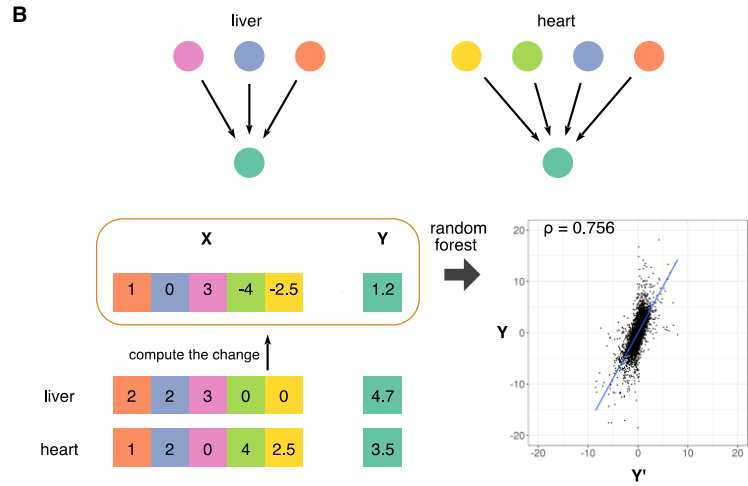 B
liver heart
X Y
1 0 3 -4 -2.5 1.2
compute the change
liver 2 2 3 0 0 4.7
heart 1 2 0 4 2.5 3.5
random
forest
ρ = 0.756
20
10
0
-10
-20
Y
-20 -10 0 10 20
Y'